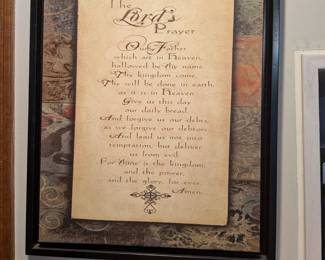 The
Lord's
Prayer
Our Father
which art in Heaven,
hallowed be thy name.
Thy kingdom come.
Thy will be done in earth,
as it is in Heaven.
Give us this day
our daily bread.
And forgive us our debts,
as we forgive our debtors.
And lead us not into
temptation, but deliver
us from evil.
For thine is the kingdom,
and the power,
and the glory, for ever.
Amen.